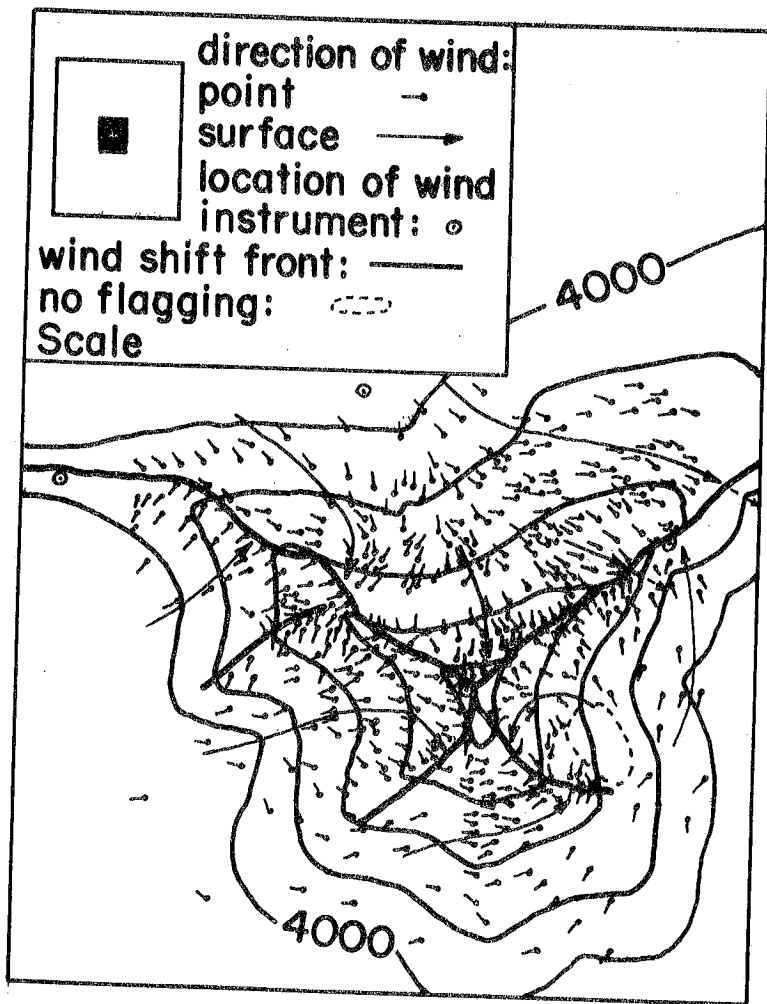 direction of wind:
point
surface
location of wind
instrument:
wind shift front:
no flagging:
Scale
4000
4000